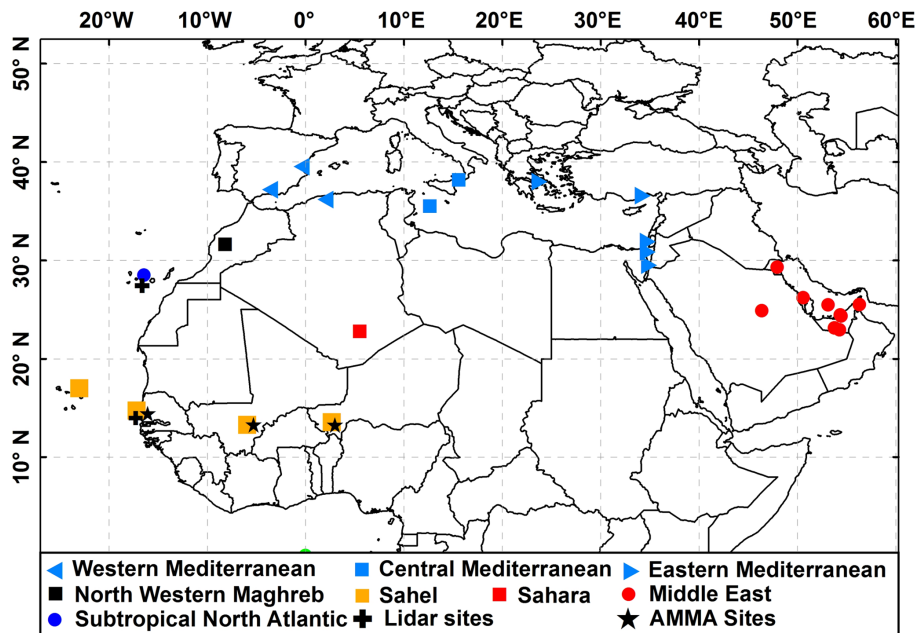 20°W 10°W 0° 10°E 20°E 30°E 40°E 50°E 60°E
50° N
40° N
30° N
20° N
10° N
Western Mediterranean Central Mediterranean Eastern Mediterranean
North Western Maghreb Sahel Sahara Middle East
Subtropical North Atlantic Lidar sites AMMA Sites